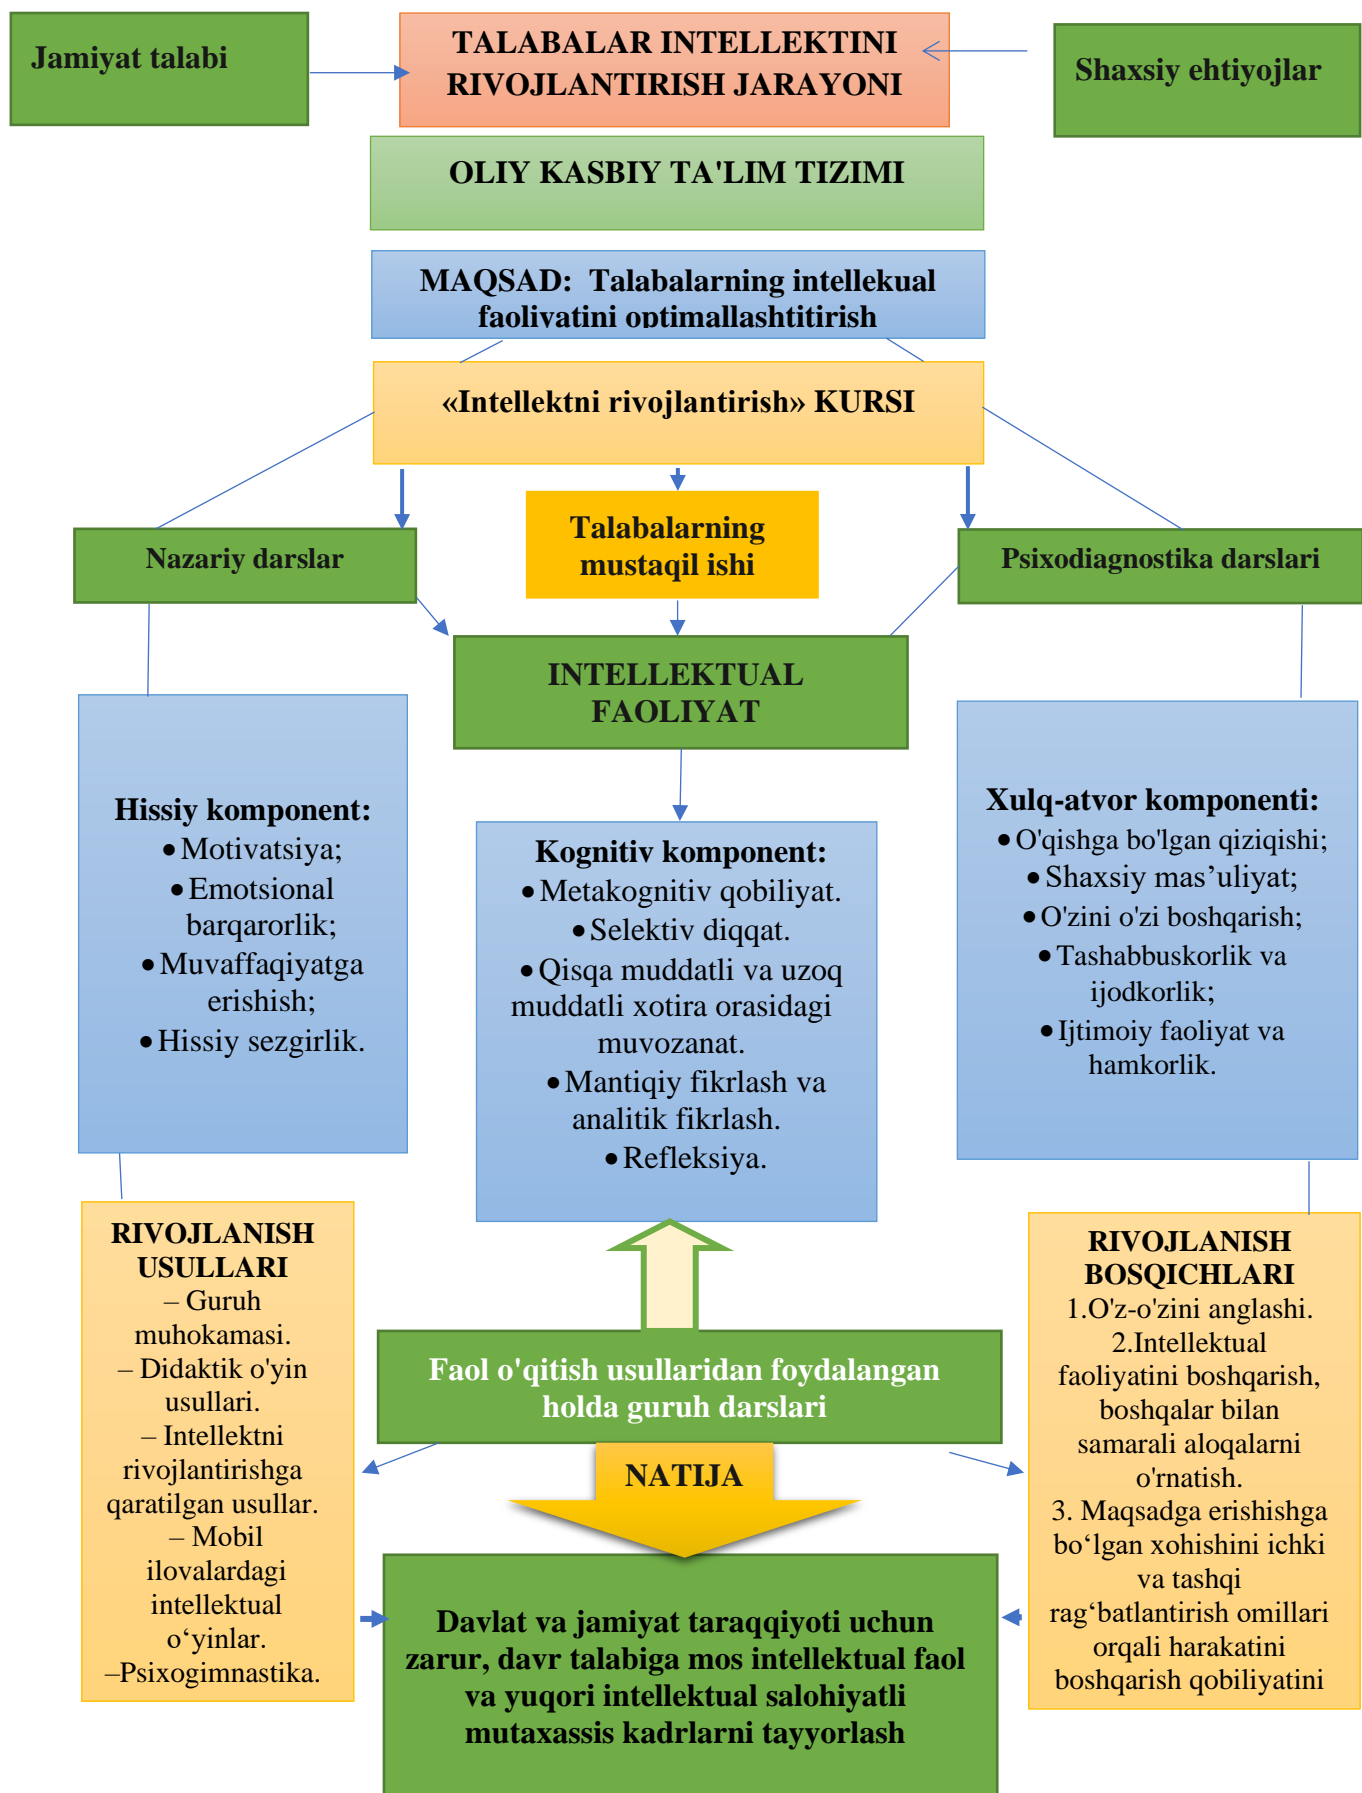 Jamiyat talabi
TALABALAR INTELLEKTINI
RIVOJLANTIRISH JARAYONI
Shaxsiy ehtiyojlar
OLIY KASBIY TA'LIM TIZIMI
MAQSAD: Talabalarning intellekual
faoliyatini optimallashtitirish
«Intellektni rivojlantirish» KURSI
Nazariy darslar
Talabalarning
mustaqil ishi
Psixodiagnostika darslari
INTELLEKTUAL
FAOLIYAT
Hissiy komponent:
• Motivatsiya;
• Emotsional
barqarorlik;
• Muvaffaqiyatga
erishish;
• Hissiy sezgirlik.
Kognitiv komponent:
• Metakognitiv qobiliyat.
• Selektiv diqqat.
• Qisqa muddatli va uzoq
muddatli xotira orasidagi
muvozanat.
• Mantiqiy fikrlash va
analitik fikrlash.
• Refleksiya.
Xulq-atvor komponenti:
• O'qishga bo'lgan qiziqishi;
• Shaxsiy mas’uliyat;
• O'zini o'zi boshqarish;
• Tashabbuskorlik va
ijodkorlik;
• Ijtimoiy faoliyat va
hamkorlik.
RIVOJLANISH
USULLARI
– Guruh
muhokamasi.
– Didaktik o'yin
usullari.
– Intellektni
rivojlantirishga
qaratilgan usullar.
– Mobil
ilovalardagi
intellektual
o‘yinlar.
–Psixogimnastika.
Faol o'qitish usullaridan foydalangan
holda guruh darslari
NATIJA
RIVOJLANISH
BOSQICHLARI
1.O'z-o'zini anglashi.
2.Intellektual
faoliyatini boshqarish,
boshqalar bilan
samarali aloqalarni
o'rnatish.
3. Maqsadga erishishga
bo‘lgan xohishini ichki
va tashqi
rag‘batlantirish omillari
orqali harakatini
boshqarish qobiliyatini
Davlat va jamiyat taraqqiyoti uchun
zarur, davr talabiga mos intellektual faol
va yuqori intellektual salohiyatli
mutaxassis kadrlarni tayyorlash